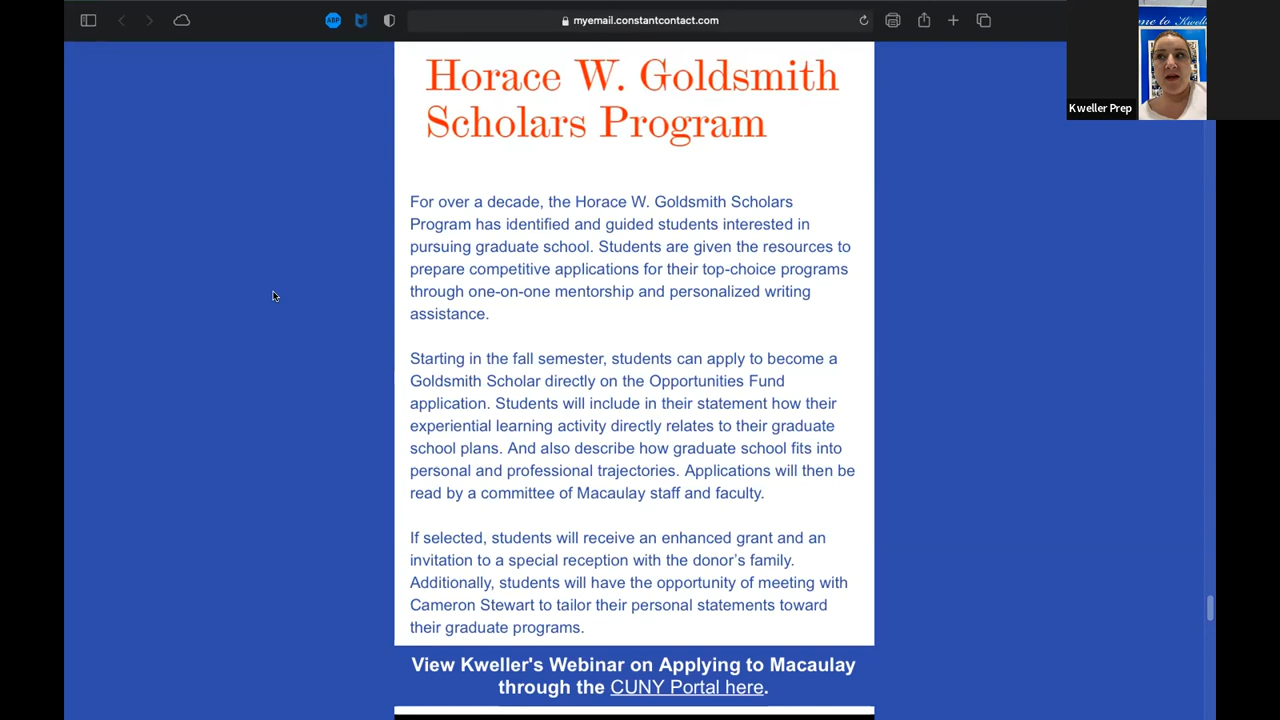 ABP
myemail.constantcontact.com
Kweller Prep
Horace W. Goldsmith
Scholars Program
For over a decade, the Horace W. Goldsmith Scholars
Program has identified and guided students interested in
pursuing graduate school. Students are given the resources to
prepare competitive applications for their top-choice programs
through one-on-one mentorship and personalized writing
assistance.
Starting in the fall semester, students can apply to become a
Goldsmith Scholar directly on the Opportunities Fund
application. Students will include in their statement how their
experiential learning activity directly relates to their graduate
school plans. And also describe how graduate school fits into
personal and professional trajectories. Applications will then be
read by a committee of Macaulay staff and faculty.
If selected, students will receive an enhanced grant and an
invitation to a special reception with the donor’s family.
Additionally, students will have the opportunity of meeting with
Cameron Stewart to tailor their personal statements toward
their graduate programs.
View Kweller's Webinar on Applying to Macaulay
through the CUNY Portal here.